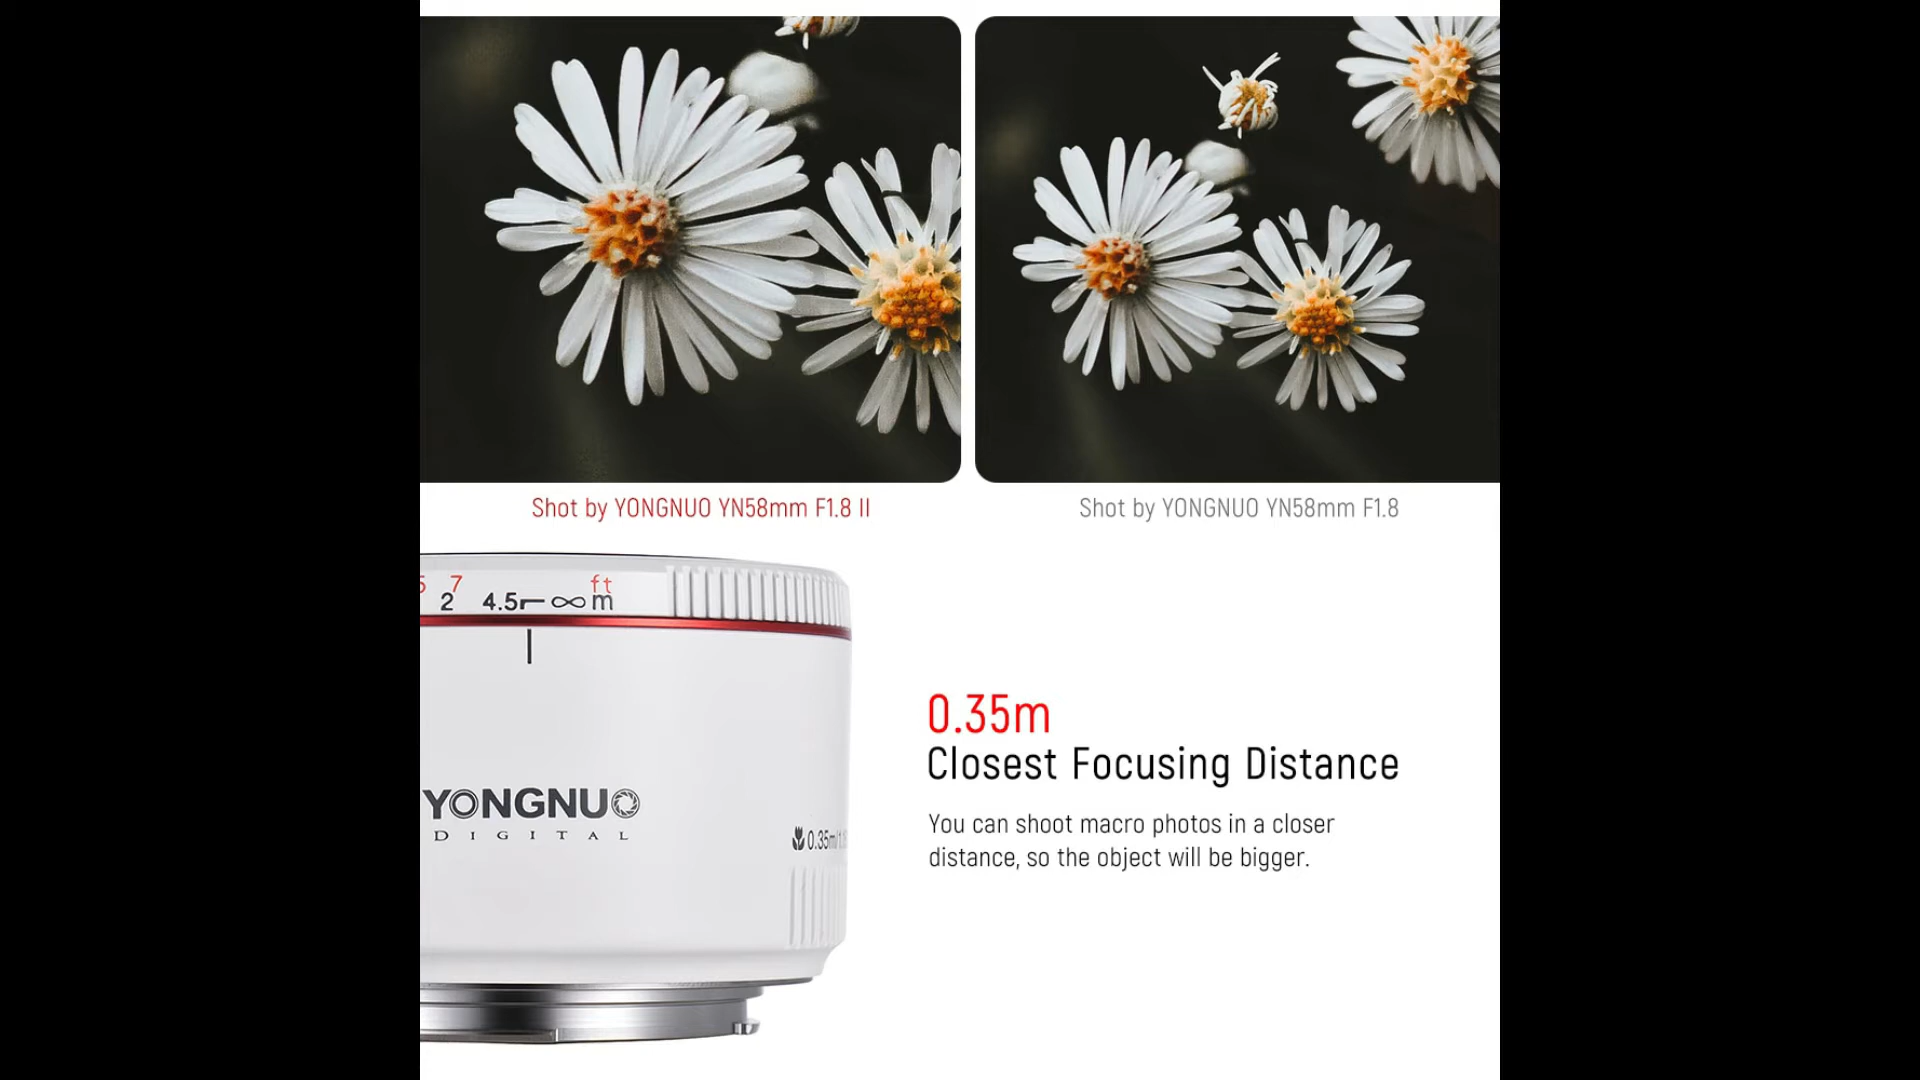 Shot by YONGNUO YN58mm F1.8 II
Shot by YONGNUO YN58mm F1.8
7 ft
2 4.5 ∞ m
0.35m
Closest Focusing Distance
YONGNUO
DIGITAL
0.35m/
You can shoot macro photos in a closer
distance, so the object will be bigger.